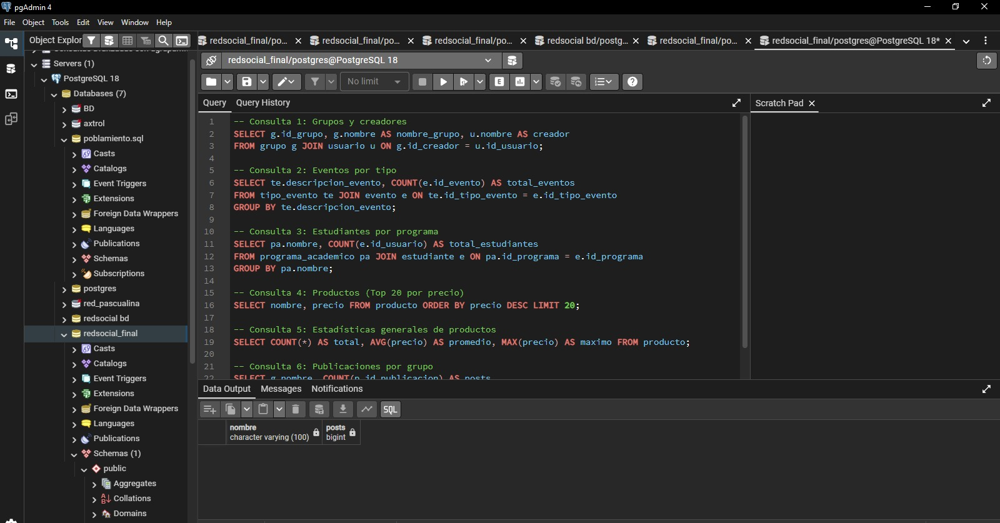 pgAdmin 4
File Object Tools Edit View Window Help
Object Explor
redsocial_final/po...
redsocial_final/po...
redsocial_final/po...
redsocial bd/postg...
redsocial_final/po...
redsocial_final/postgres@PostgreSQL 18*
Servers (1)
PostgreSQL 18
Databases (7)
BD
axtrol
poblamiento.sql
Casts
Catalogs
Event Triggers
Extensions
Foreign Data Wrappers
Languages
Publications
Schemas
Subscriptions
postgres
red_pascualina
redsocial bd
redsocial_final
Casts
Catalogs
Event Triggers
Extensions
Foreign Data Wrappers
Languages
Publications
Schemas (1)
public
Aggregates
Collations
Domains
redsocial_final/postgres@PostgreSQL 18
No limit
E
Query Query History
Scratch Pad
1 -- Consulta 1: Grupos y creadores
2 SELECT g.id_grupo, g.nombre AS nombre_grupo, u.nombre AS creador
3 FROM grupo g JOIN usuario u ON g.id_creador = u.id_usuario;
4
5 -- Consulta 2: Eventos por tipo
6 SELECT te.descripcion_evento, COUNT(e.id_evento) AS total_eventos
7 FROM tipo_evento te JOIN evento e ON te.id_tipo_evento = e.id_tipo_evento
8 GROUP BY te.descripcion_evento;
9
10 -- Consulta 3: Estudiantes por programa
11 SELECT pa.nombre, COUNT(e.id_usuario) AS total_estudiantes
12 FROM programa_academico pa JOIN estudiante e ON pa.id_programa = e.id_programa
13 GROUP BY pa.nombre;
14
15 -- Consulta 4: Productos (Top 20 por precio)
16 SELECT nombre, precio FROM producto ORDER BY precio DESC LIMIT 20;
17
18 -- Consulta 5: Estadísticas generales de productos
19 SELECT COUNT(*) AS total, AVG(precio) AS promedio, MAX(precio) AS maximo FROM producto;
20
21 -- Consulta 6: Publicaciones por grupo
22 SELECT g.nombre, COUNT(p.id_publicacion) AS posts
Data Output Messages Notifications
SQL
nombre
character varying (100)
posts
bigint